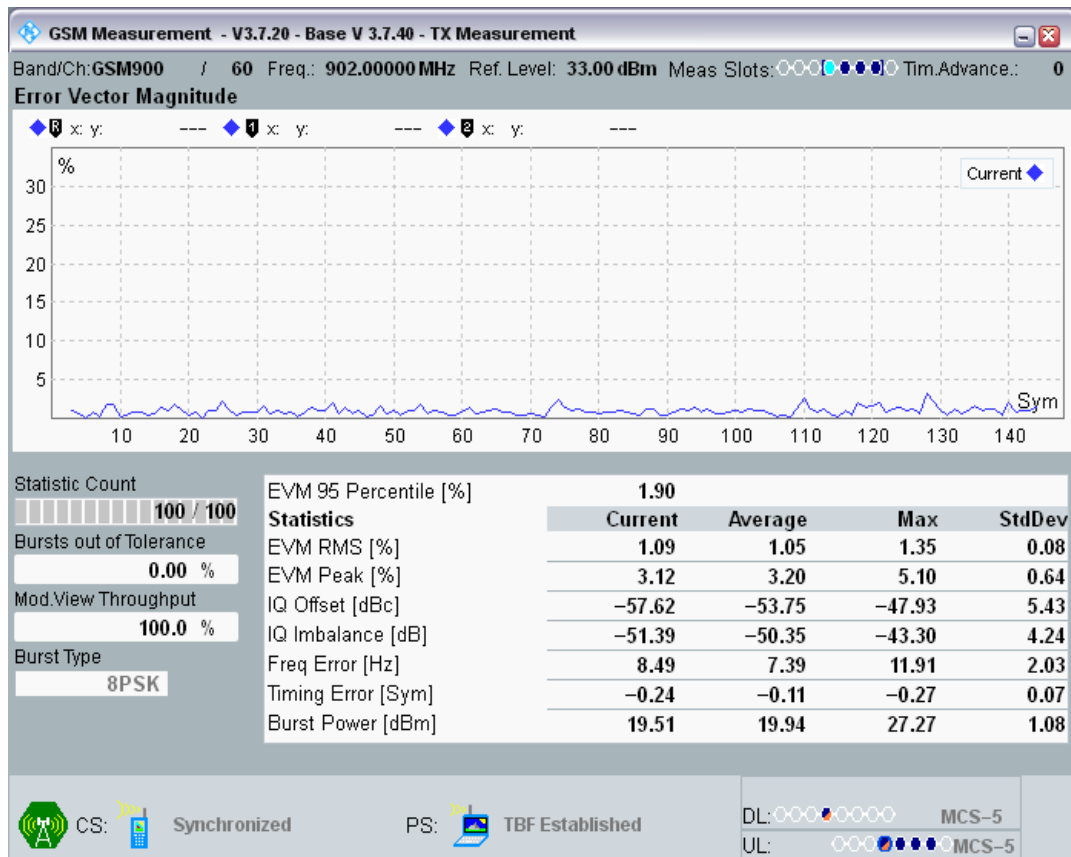 GSM Measurement - V3.7.20 - Base V 3.7.40 - TX Measurement
Band/Ch:GSM900 / 60 Freq.: 902.00000 MHz Ref. Level: 33.00 dBm Meas Slots: Tim.Advance.: 0
Error Vector Magnitude
R x: y: --- 1 x: y: --- 2 x: y: ---
%
Current
30
25
20
15
10
5
Sym
10 20 30 40 50 60 70 80 90 100 110 120 130 140
Statistic Count
100 / 100
Bursts out of Tolerance
0.00 %
Mod.View Throughput
100.0 %
Burst Type
8PSK
EVM 95 Percentile [%] 1.90
Statistics Current Average Max StdDev
EVM RMS [%] 1.09 1.05 1.35 0.08
EVM Peak [%] 3.12 3.20 5.10 0.64
IQ Offset [dBc] −57.62 −53.75 −47.93 5.43
IQ Imbalance [dB] −51.39 −50.35 −43.30 4.24
Freq Error [Hz] 8.49 7.39 11.91 2.03
Timing Error [Sym] −0.24 −0.11 −0.27 0.07
Burst Power [dBm] 19.51 19.94 27.27 1.08
CS: Synchronized PS: TBF Established
DL: MCS−5
UL: MCS−5